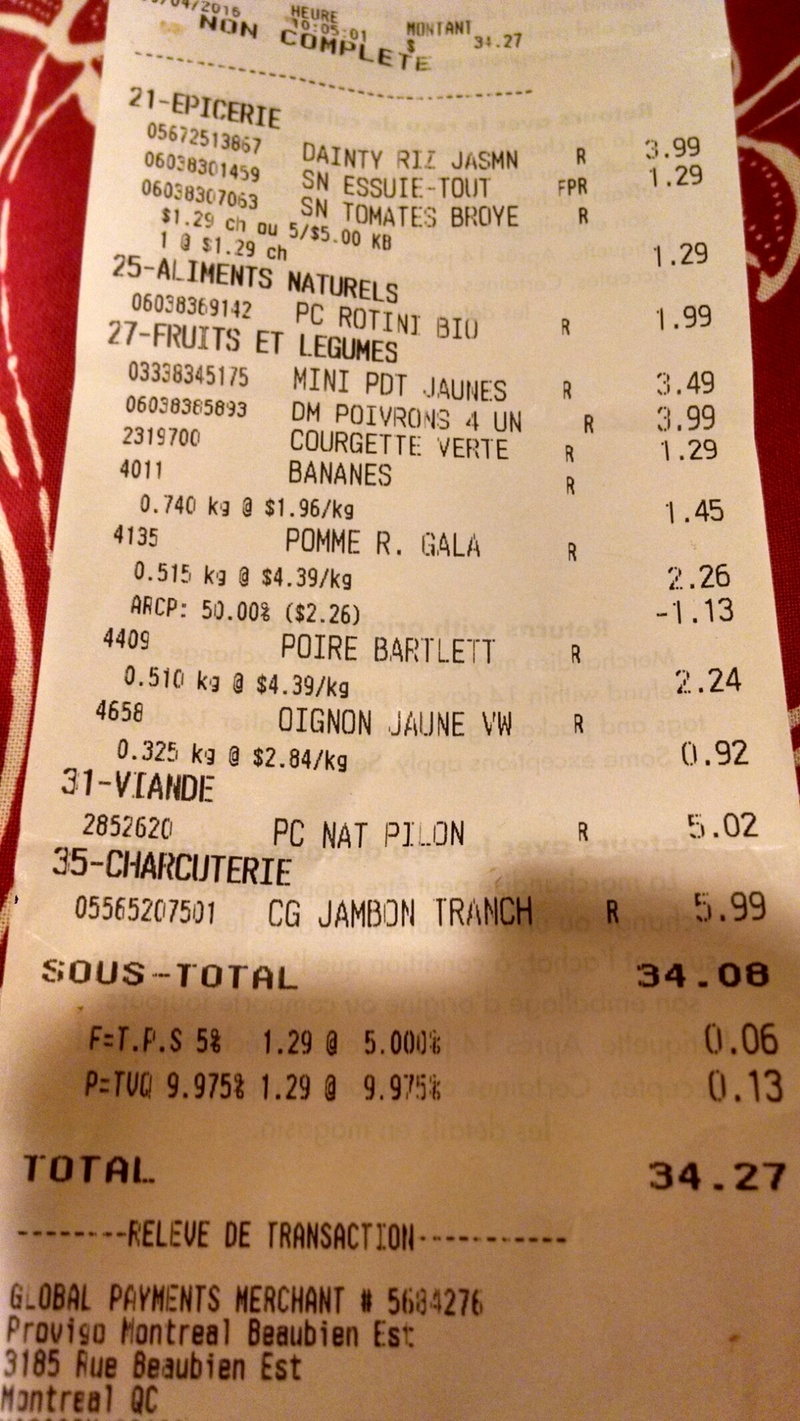 /04/2016 HEURE 10:05:01 MONTANT $ 34.27
NON COMPLETE
21-EPICERIE
05672513867 DAINTY RIZ JASMN R 3.99
06038301459 SN ESSUIE-TOUT FPR 1.29
06038307063 SN TOMATES BROYE R
$1.29 ch ou 5/$5.00 KB
1 @ $1.29 ch 1.29
25-ALIMENTS NATURELS
06038369142 PC ROTINI BIO R 1.99
27-FRUITS ET LEGUMES
03338345175 MINI PDT JAUNES R 3.49
06038385893 DM POIVRONS 4 UN R 3.99
2319700 COURGETTE VERTE R 1.29
4011 BANANES R
0.740 kg @ $1.96/kg 1.45
4135 POMME R. GALA R
0.515 kg @ $4.39/kg 2.26
ARCP: 50.00% ($2.26) -1.13
4409 POIRE BARTLETT R
0.510 kg @ $4.39/kg 2.24
4658 OIGNON JAUNE VW R
0.325 kg @ $2.84/kg 0.92
31-VIANDE
2852620 PC NAT PILON R 5.02
35-CHARCUTERIE
05565207501 CG JAMBON TRANCH R 5.99
SOUS-TOTAL 34.08
F=T.P.S 5% 1.29 @ 5.000% 0.06
P=TVQ 9.975% 1.29 @ 9.975% 0.13
TOTAL 34.27
--------RELEVE DE TRANSACTION-----------
GLOBAL PAYMENTS MERCHANT # 5684276
Provigo Montreal Beaubien Est
3185 Rue Beaubien Est
Montreal QC